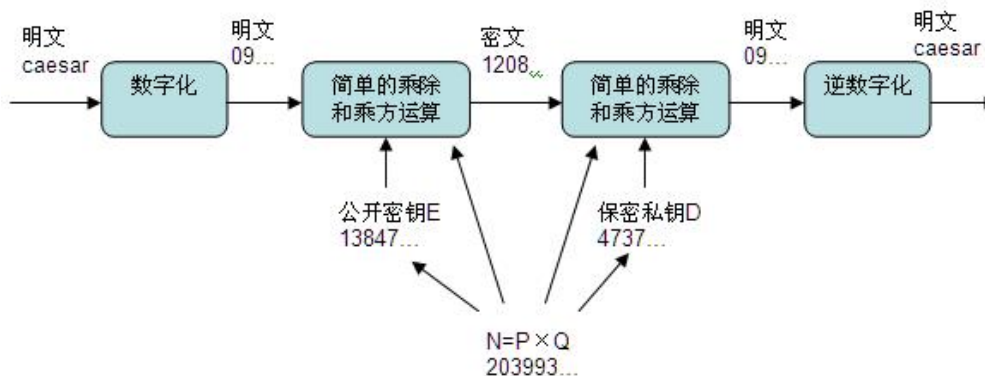 明文
caesar
数字化
明文
09...
简单的乘除
和乘方运算
密文
1208...
简单的乘除
和乘方运算
明文
09...
逆数字化
明文
caesar
公开密钥E
13847...
保密私钥D
4737...
N=P×Q
203993...